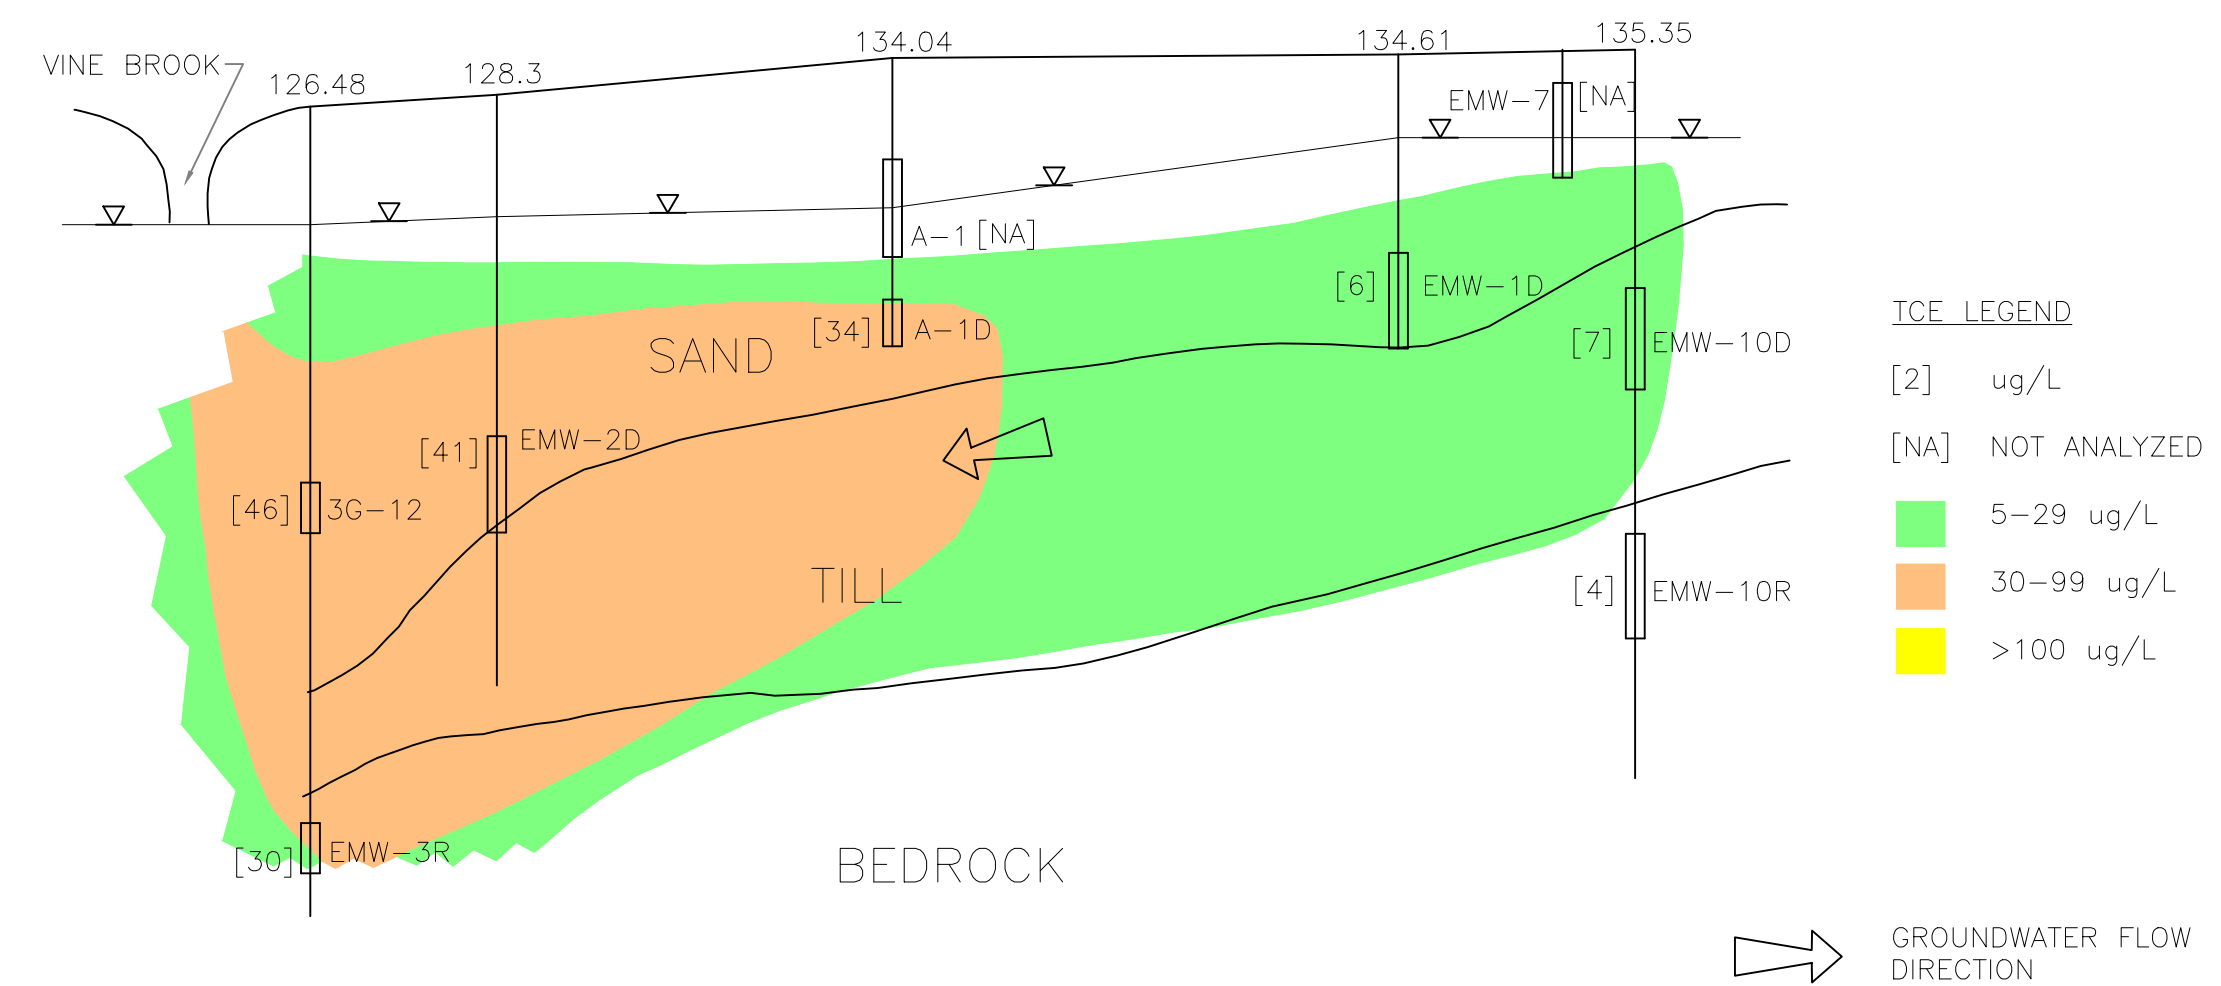 135.35
134.04
134.61
VINE BROOK
128.3
126.48
EMW-7
[NA]
A-1 [NA]
[6]
EMW-1D
[34]
A-1D
SAND
[7]
EMW-10D
[41]
EMW-2D
[46]
3G-12
TILL
[4]
EMW-10R
[30]
EMW-3R
BEDROCK
TCE LEGEND
[2] ug/L
[NA] NOT ANALYZED
5-29 ug/L
30-99 ug/L
>100 ug/L
GROUNDWATER FLOW
DIRECTION